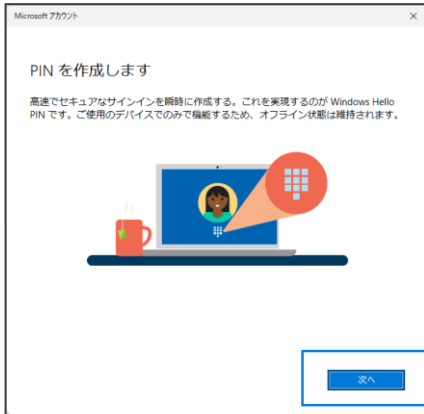 Microsoft アカウント
PIN を作成します
高速でセキュアなサインインを瞬時に作成する。これを実現するのが Windows Hello
PIN です。ご使用のデバイスでのみで機能するため、オフライン状態は維持されます。
次へ